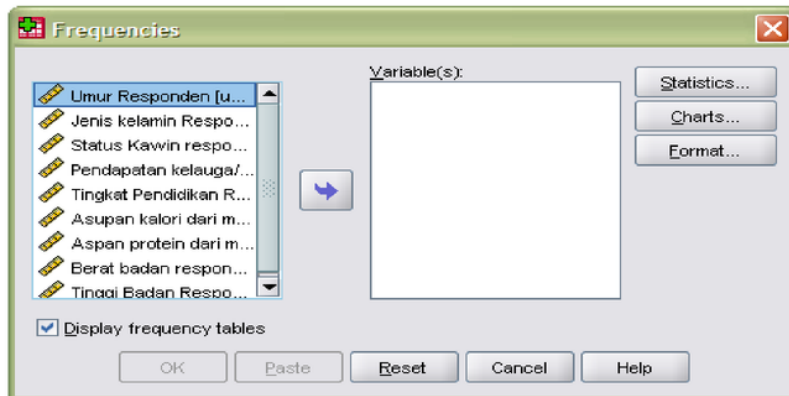 Frequencies
Variable(s):
Umur Responden [u...
Jenis kelamin Respo...
Status Kawin respo...
Pendapatan kelauga/...
Tingkat Pendidikan R...
Asupan kalori dari m...
Aspan protein dari m...
Berat badan respon...
Tinggi Badan Respo...
Statistics...
Charts...
Format...
Display frequency tables
OK
Paste
Reset
Cancel
Help